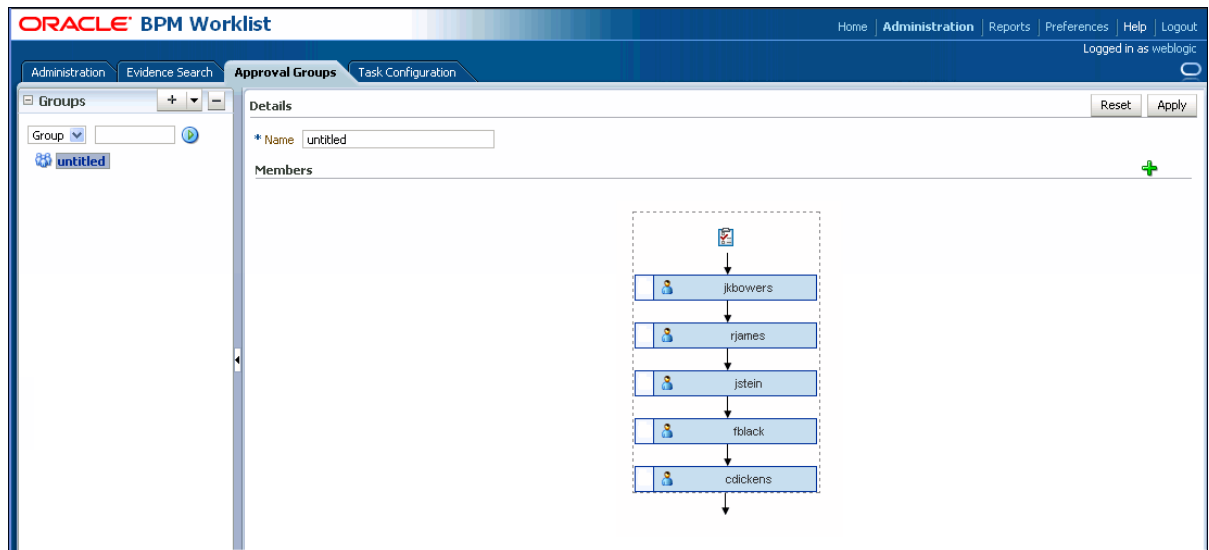 ORACLE BPM Worklist
Home Administration Reports Preferences Help Logout
Logged in as weblogic
Administration Evidence Search Approval Groups Task Configuration
Groups
Details
Reset Apply
Group
* Name untitled
untitled
Members
jkbowers
rjames
jstein
fblack
cdickens